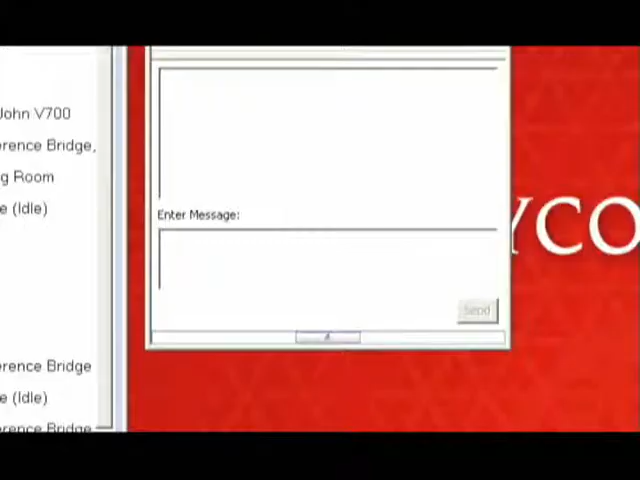 John V700
erence Bridge,
g Room
e (Idle)
Enter Message:
YCO
Send
erence Bridge
e (Idle)
erence Bridge